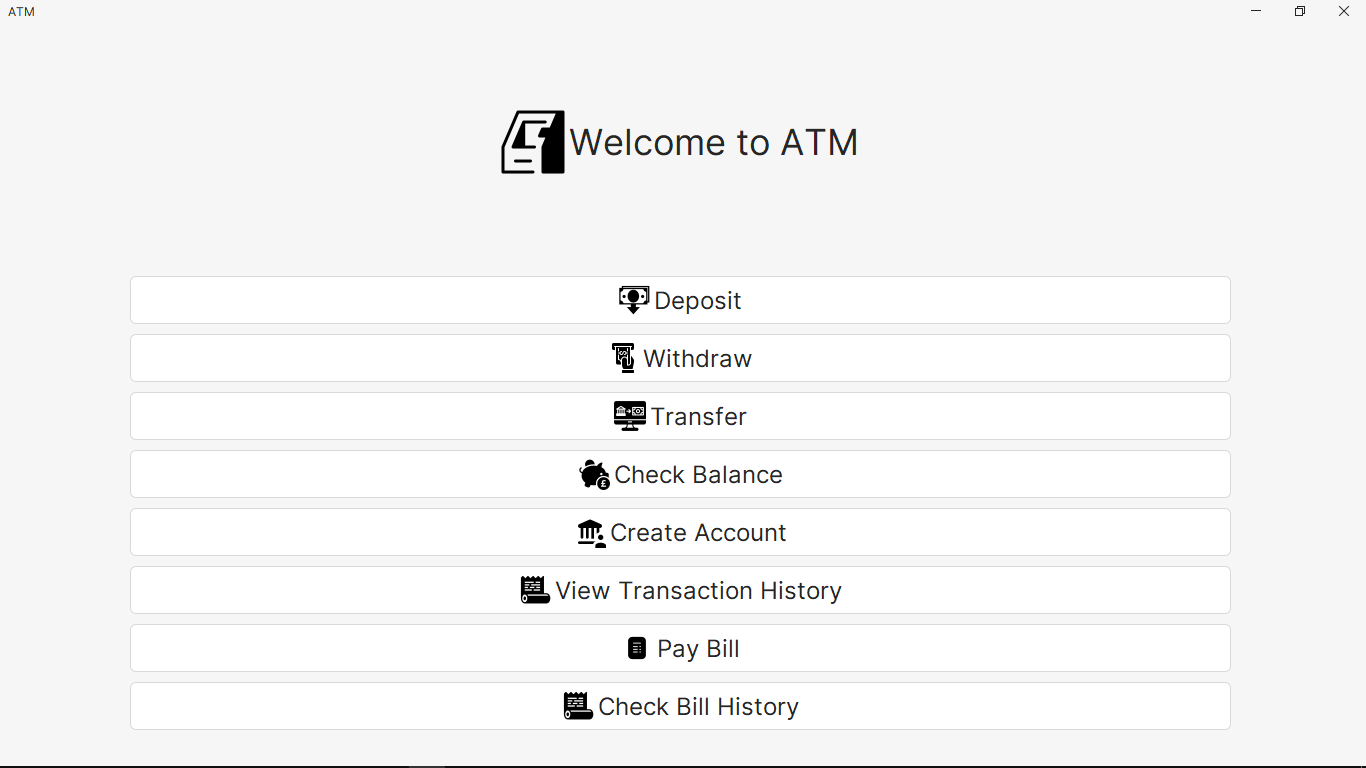 ATM
Welcome to ATM
Deposit
Withdraw
Transfer
Check Balance
Create Account
View Transaction History
Pay Bill
Check Bill History